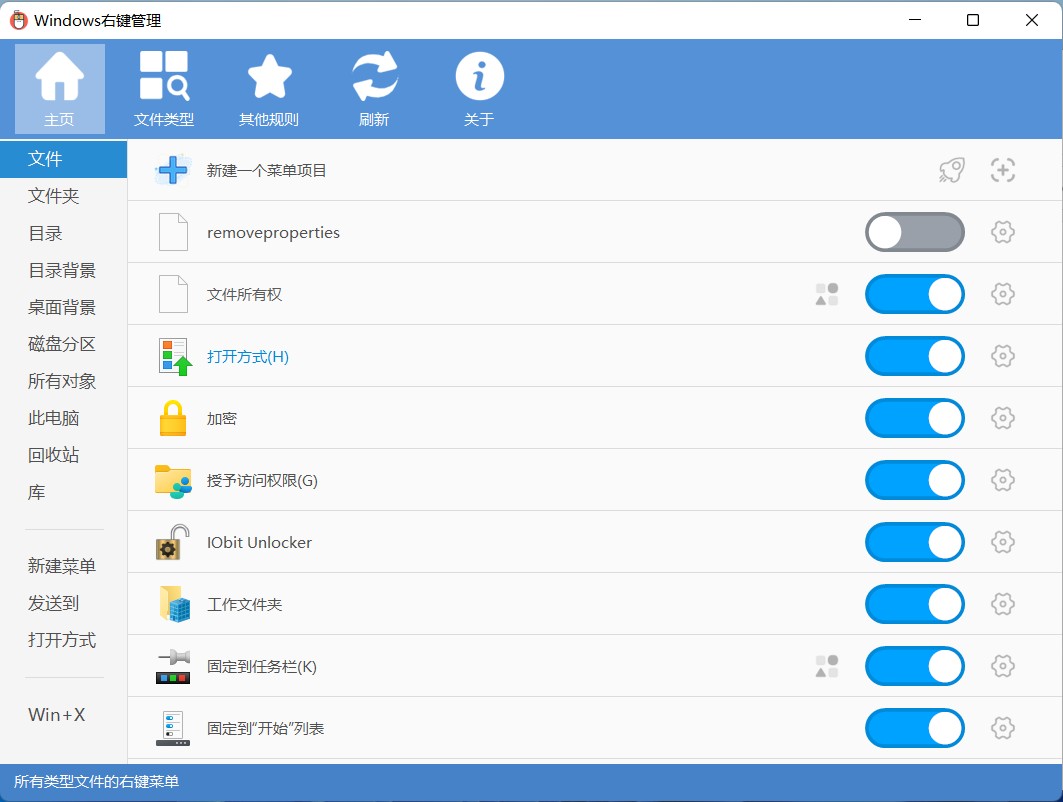 Windows右键管理
主页
文件类型
其他规则
刷新
关于
文件
文件夹
目录
目录背景
桌面背景
磁盘分区
所有对象
此电脑
回收站
库
新建菜单
发送到
打开方式
Win+X
新建一个菜单项目
removeproperties
文件所有权
打开方式(H)
加密
授予访问权限(G)
IObit Unlocker
工作文件夹
固定到任务栏(K)
固定到“开始”列表
所有类型文件的右键菜单